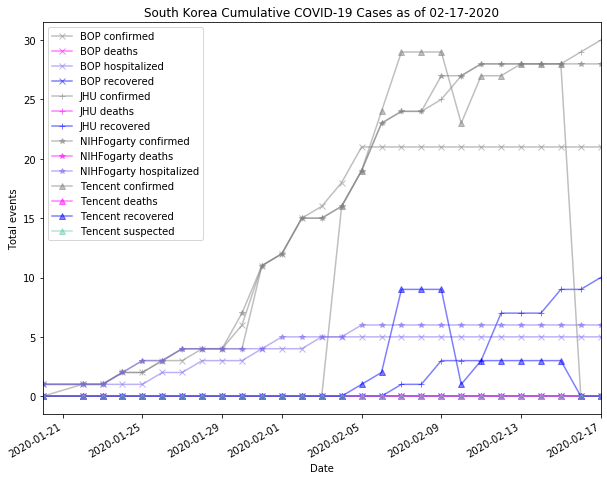 South Korea Cumulative COVID-19 Cases as of 02-17-2020
BOP confirmed
BOP deaths
BOP hospitalized
BOP recovered
JHU confirmed
JHU deaths
JHU recovered
NIHFogarty confirmed
NIHFogarty deaths
NIHFogarty hospitalized
Tencent confirmed
Tencent deaths
Tencent recovered
Tencent suspected
30
25
20
15
10
5
0
Total events
2020-01-21
2020-01-25
2020-01-29
2020-02-01
2020-02-05
2020-02-09
2020-02-13
2020-02-17
Date